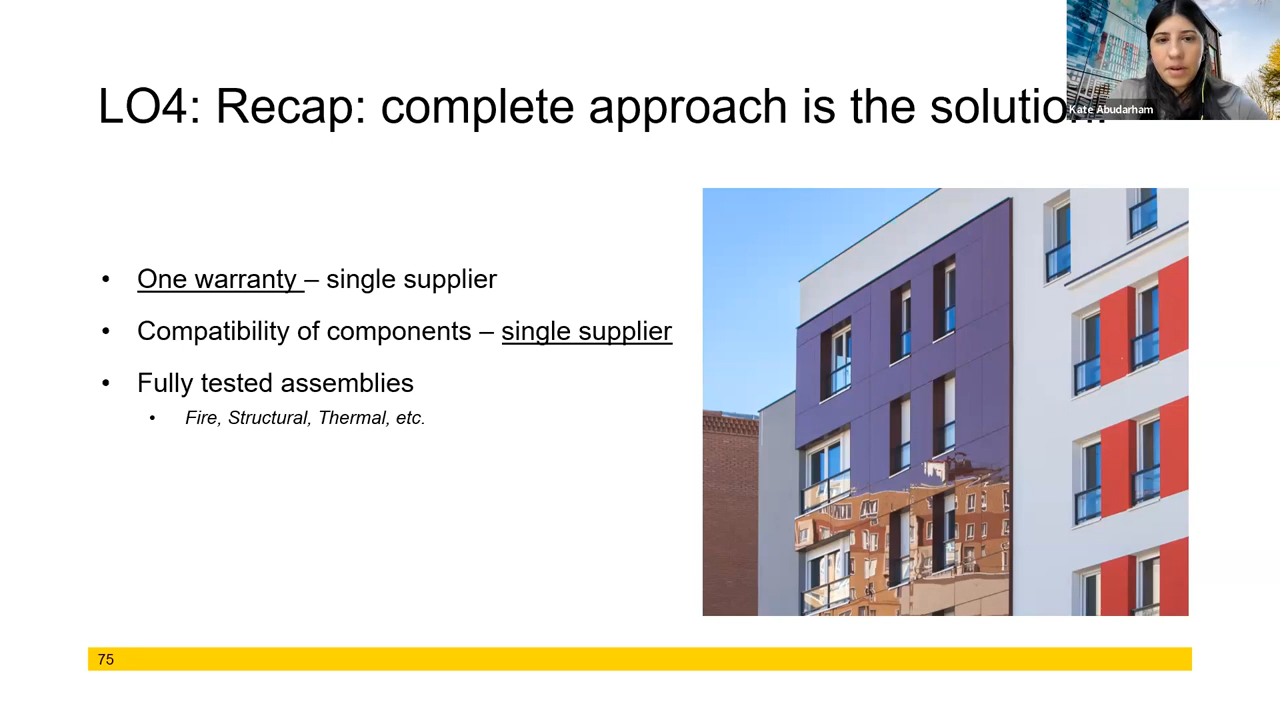 LO4: Recap: complete approach is the solution.
Kate Abudarham
One warranty – single supplier
Compatibility of components – single supplier
Fully tested assemblies
Fire, Structural, Thermal, etc.
75